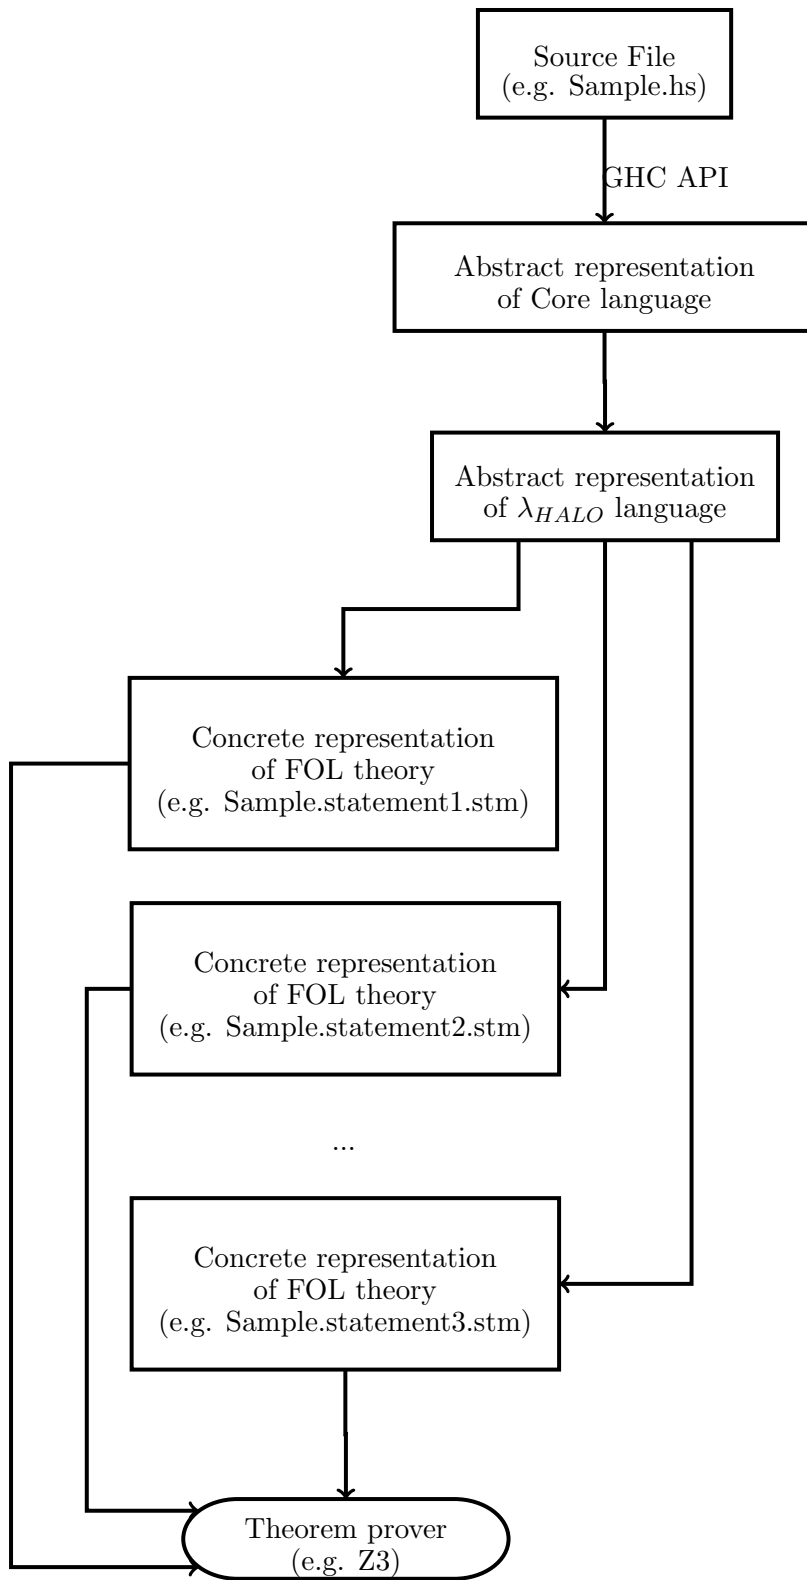 Source File
(e.g. Sample.hs)
GHC API
Abstract representation
of Core language
Abstract representation
of λHALO language
Concrete representation
of FOL theory
(e.g. Sample.statement1.stm)
Concrete representation
of FOL theory
(e.g. Sample.statement2.stm)
...
Concrete representation
of FOL theory
(e.g. Sample.statement3.stm)
Theorem prover
(e.g. Z3)